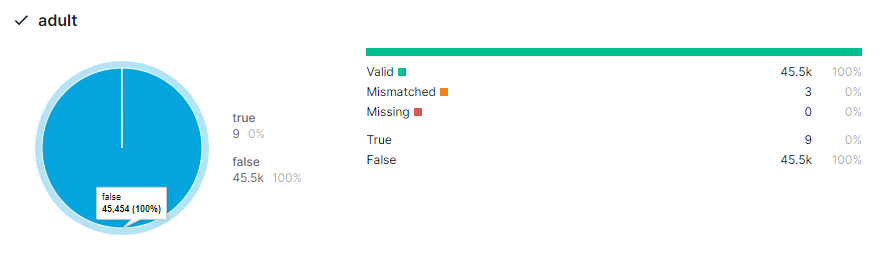 adult
true
9 0%
false
45.5k 100%
false
45,454 (100%)
Valid 45.5k 100%
Mismatched 3 0%
Missing 0 0%
True 9 0%
False 45.5k 100%